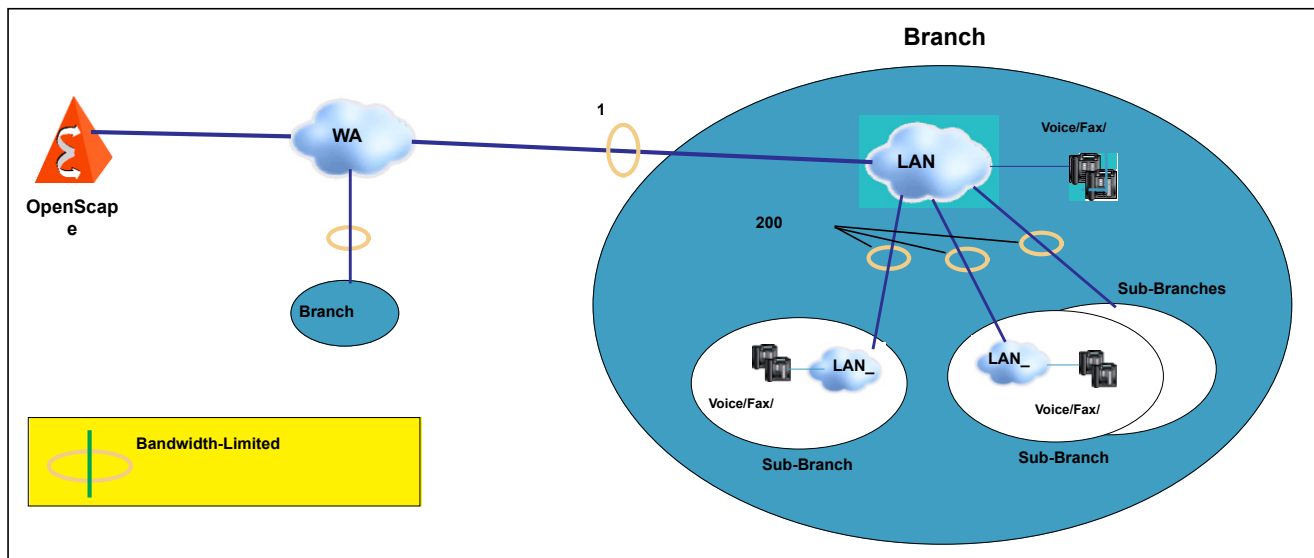 Branch
1
WA
LAN
Voice/Fax/
OpenScap
e
200
Branch
Sub-Branches
LAN_
Voice/Fax/
LAN_
Voice/Fax/
Bandwidth-Limited
Sub-Branch
Sub-Branch